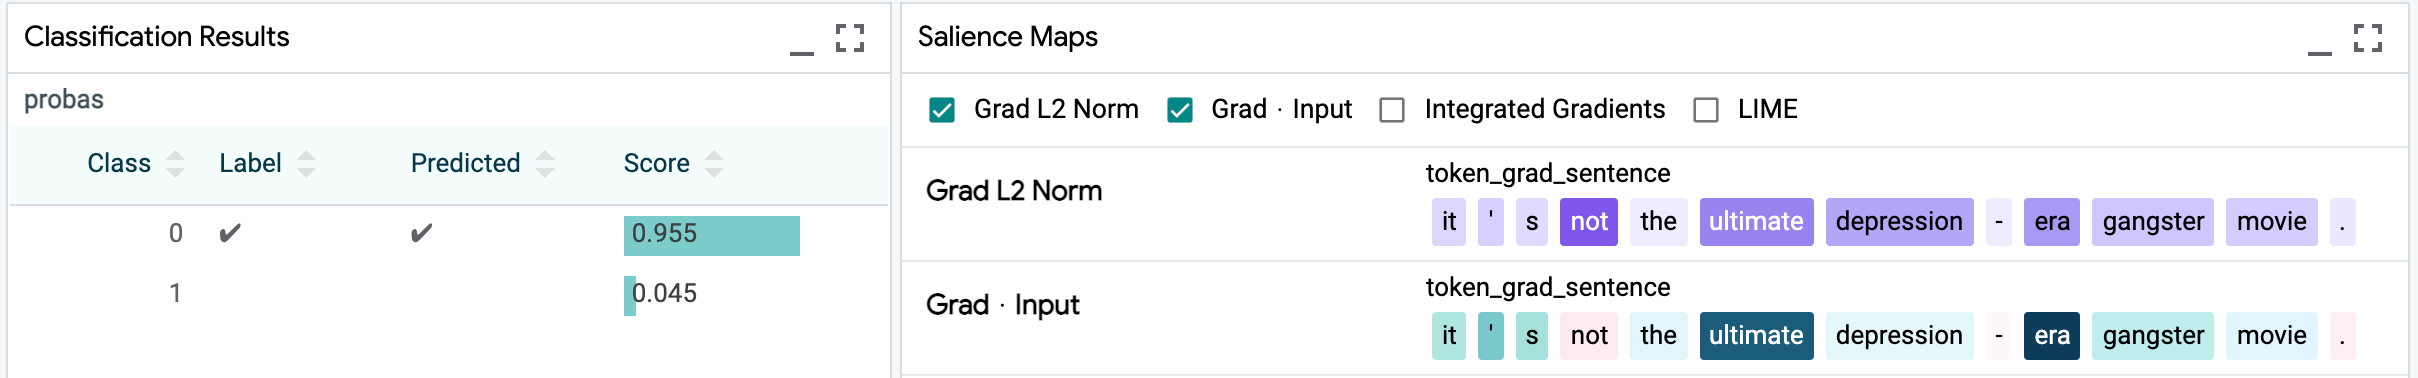 Classification Results
probas
Class Label Predicted Score
0 ✔ ✔ 0.955
1 0.045
Salience Maps
Grad L2 Norm Grad · Input Integrated Gradients LIME
token_grad_sentence
Grad L2 Norm
it ' s not the ultimate depression - era gangster movie .
token_grad_sentence
Grad · Input
it ' s not the ultimate depression - era gangster movie .